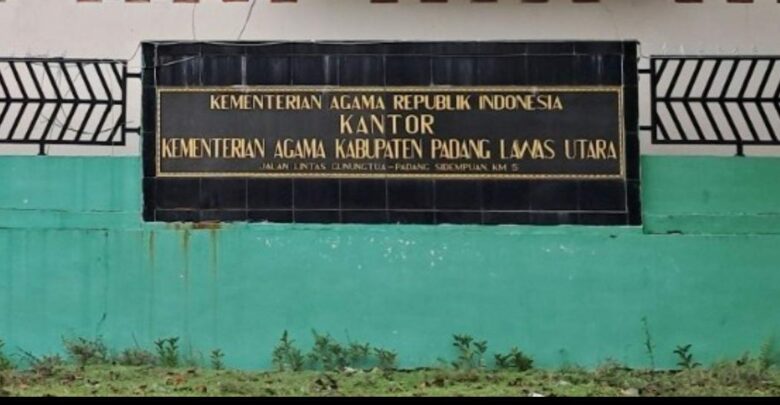 KEMENTERIAN AGAMA REPUBLIK INDONESIA
KANTOR
KEMENTERIAN AGAMA KABUPATEN PADANG LAWAS UTARA
JALAN LINTAS GUNUNGTUA-PADANG SIDEMPUAN, KM 5